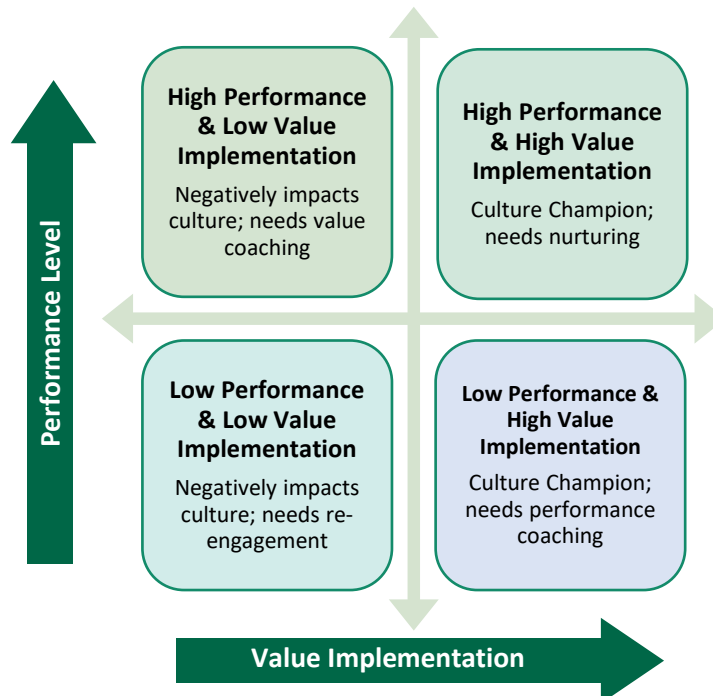 High Performance
& Low Value
Implementation
Negatively impacts
culture; needs value
coaching
High Performance
& High Value
Implementation
Culture Champion;
needs nurturing
Performance Level
Low Performance
& Low Value
Implementation
Negatively impacts
culture; needs re-
engagement
Low Performance &
High Value
Implementation
Culture Champion;
needs performance
coaching
Value Implementation